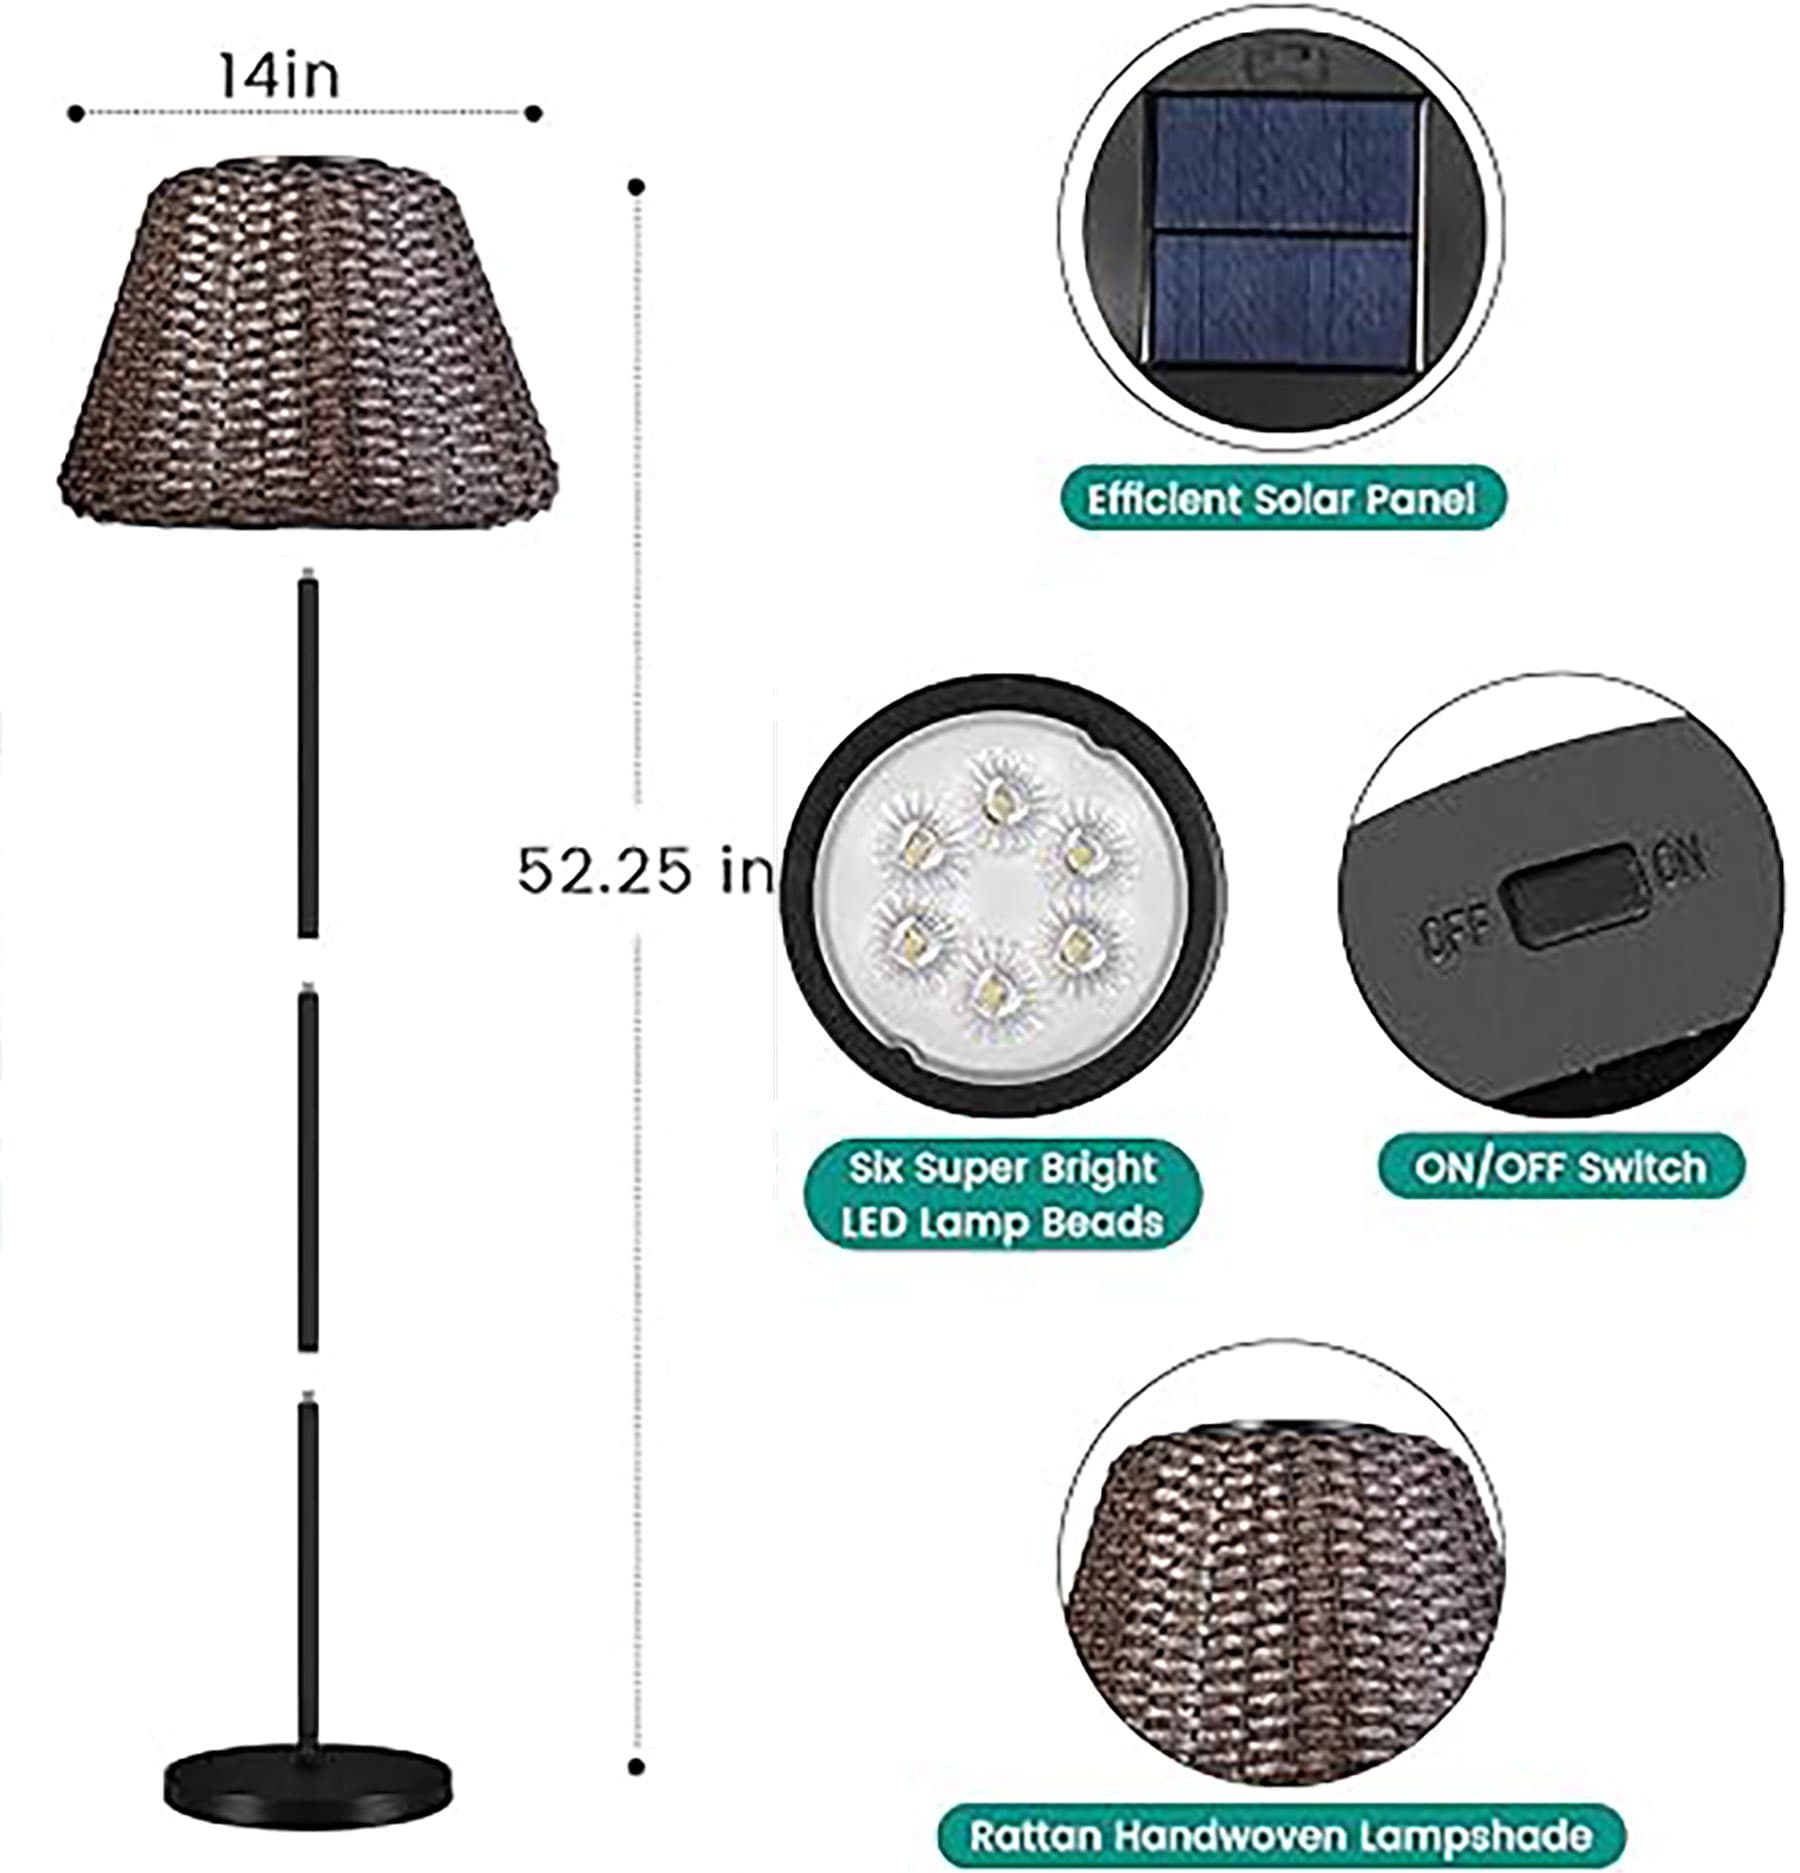 14in
Efficient Solar Panel
52.25 in
OFF
ON
Six Super Bright
LED Lamp Beads
ON/OFF Switch
Rattan Handwoven Lampshade